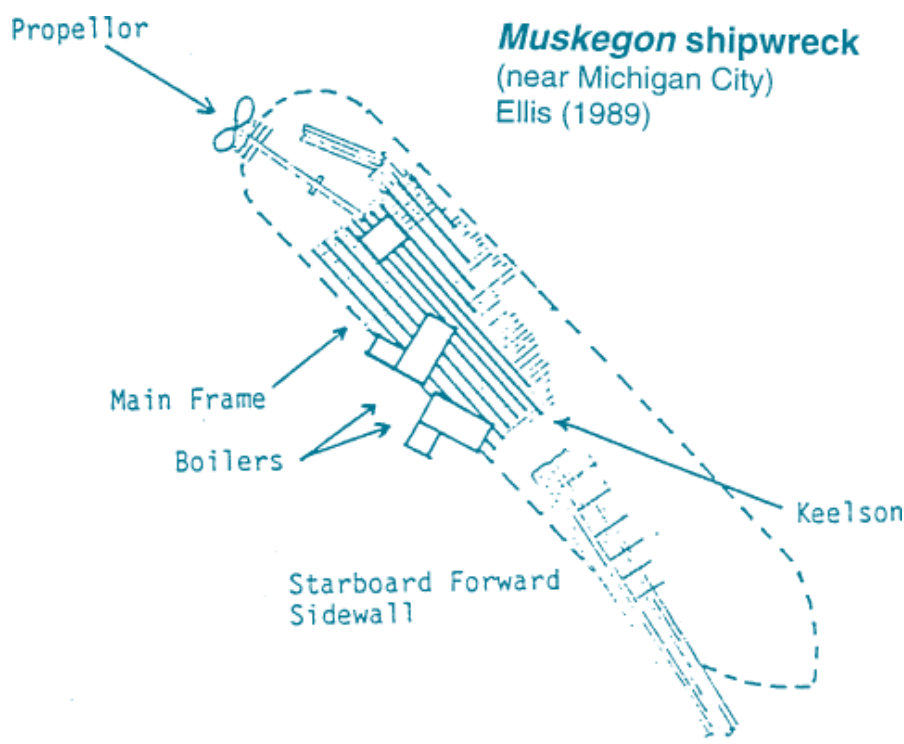 Propellor
Muskegon shipwreck
(near Michigan City)
Ellis (1989)
Main Frame
Boilers
Keelson
Starboard Forward
Sidewall